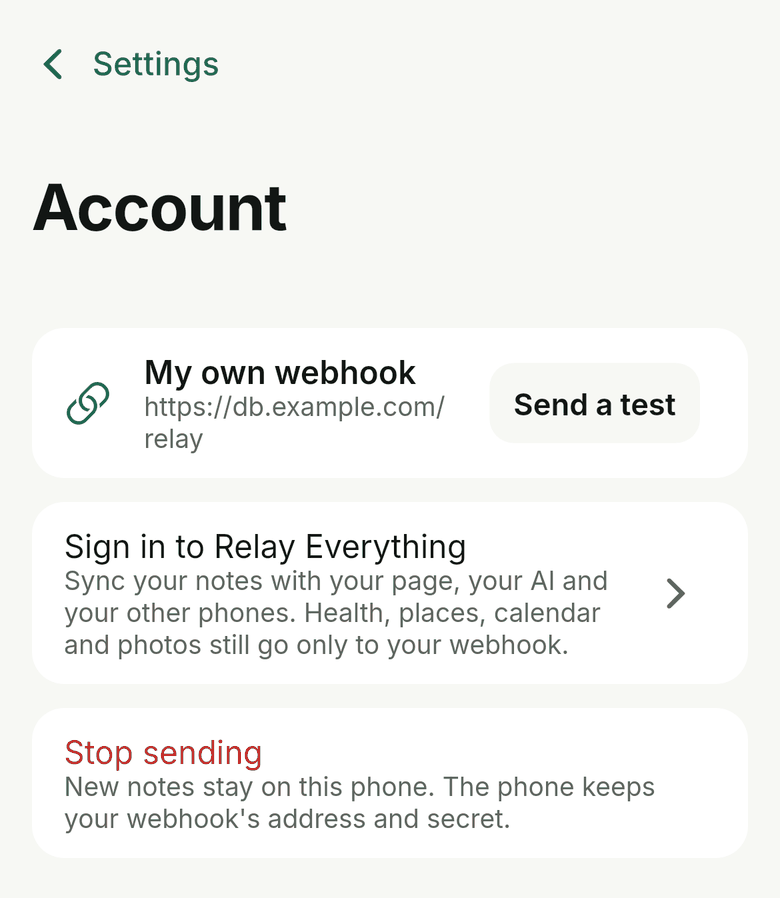 Settings
Account
My own webhook
https://db.example.com/
relay
Send a test
Sign in to Relay Everything
Sync your notes with your page, your AI and
your other phones. Health, places, calendar
and photos still go only to your webhook.
Stop sending
New notes stay on this phone. The phone keeps
your webhook's address and secret.